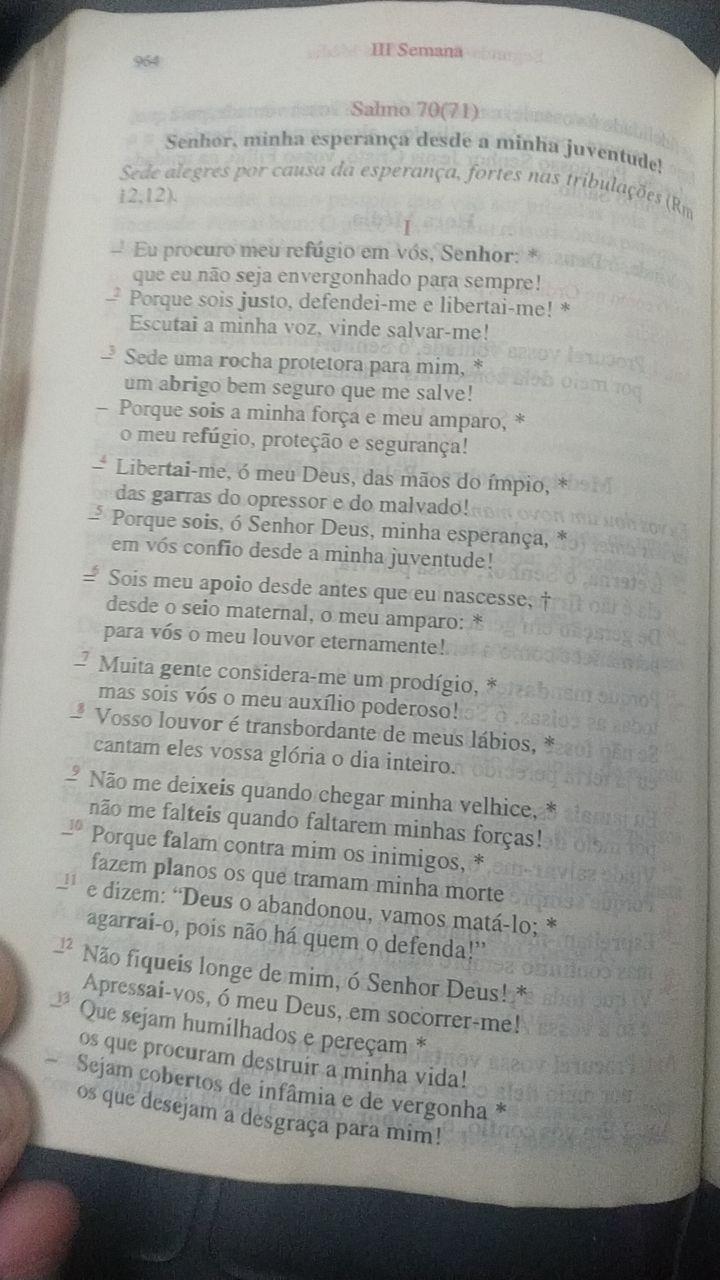 964
III Semana
Salmo 70(71)
Senhor, minha esperança desde a minha juventude!
Sede alegres por causa da esperança, fortes nas tribulações (Rm
12,12).
I
–¹ Eu procuro meu refúgio em vós, Senhor: *
que eu não seja envergonhado para sempre!
–² Porque sois justo, defendei-me e libertai-me! *
Escutai a minha voz, vinde salvar-me!
–³ Sede uma rocha protetora para mim, *
um abrigo bem seguro que me salve!
– Porque sois a minha força e meu amparo, *
o meu refúgio, proteção e segurança!
–⁴ Libertai-me, ó meu Deus, das mãos do ímpio, *
das garras do opressor e do malvado!
–⁵ Porque sois, ó Senhor Deus, minha esperança, *
em vós confio desde a minha juventude!
=⁶ Sois meu apoio desde antes que eu nascesse, †
desde o seio maternal, o meu amparo: *
para vós o meu louvor eternamente!
–⁷ Muita gente considera-me um prodígio, *
mas sois vós o meu auxílio poderoso!
–⁸ Vosso louvor é transbordante de meus lábios, *
cantam eles vossa glória o dia inteiro.
–⁹ Não me deixeis quando chegar minha velhice, *
não me falteis quando faltarem minhas forças!
–¹⁰ Porque falam contra mim os inimigos, *
fazem planos os que tramam minha morte
–¹¹ e dizem: “Deus o abandonou, vamos matá-lo; *
agarrai-o, pois não há quem o defenda!”
–¹² Não fiqueis longe de mim, ó Senhor Deus! *
Apressai-vos, ó meu Deus, em socorrer-me!
–¹³ Que sejam humilhados e pereçam *
os que procuram destruir a minha vida!
– Sejam cobertos de infâmia e de vergonha *
os que desejam a desgraça para mim!